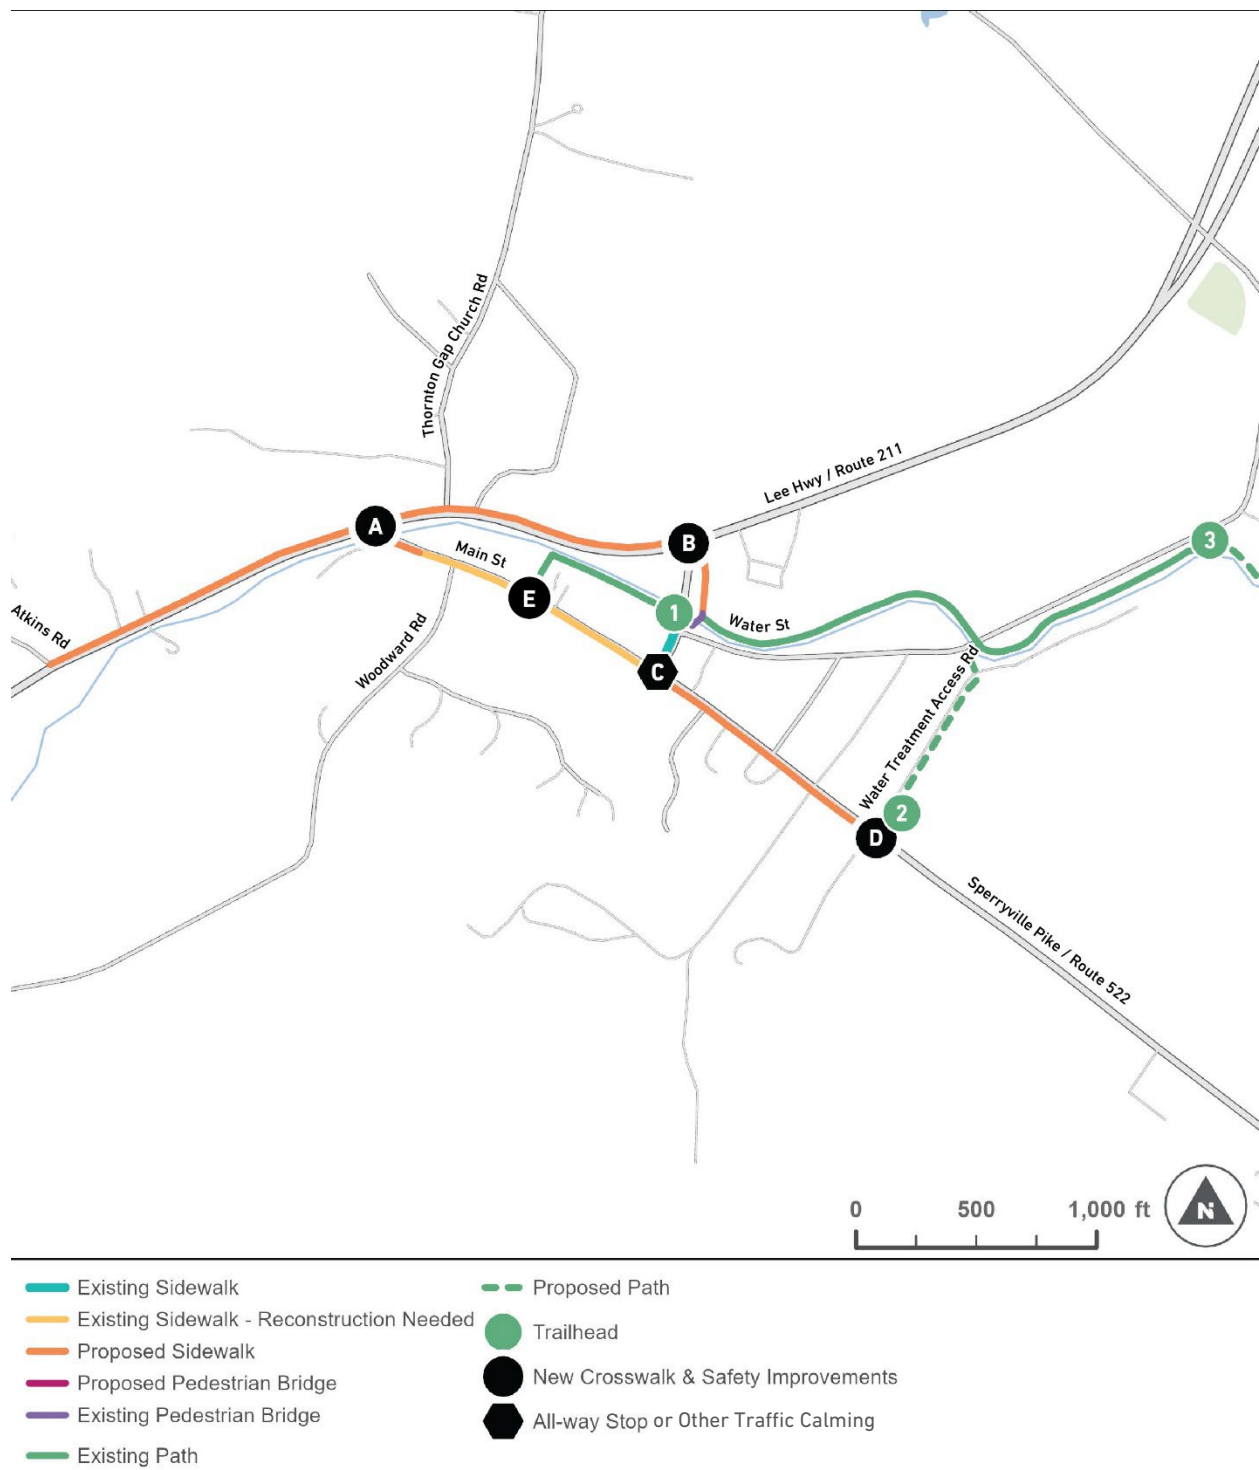 Thornton Gap Church Rd
Lee Hwy / Route 211
A
B
3
Main St
E
1
Water St
Atkins Rd
Woodward Rd
C
Water Treatment Access Rd
2
D
Sperryville Pike / Route 522
0 500 1,000 ft
N
Existing Sidewalk
Existing Sidewalk - Reconstruction Needed
Proposed Sidewalk
Proposed Pedestrian Bridge
Existing Pedestrian Bridge
Existing Path
Proposed Path
Trailhead
New Crosswalk & Safety Improvements
All-way Stop or Other Traffic Calming